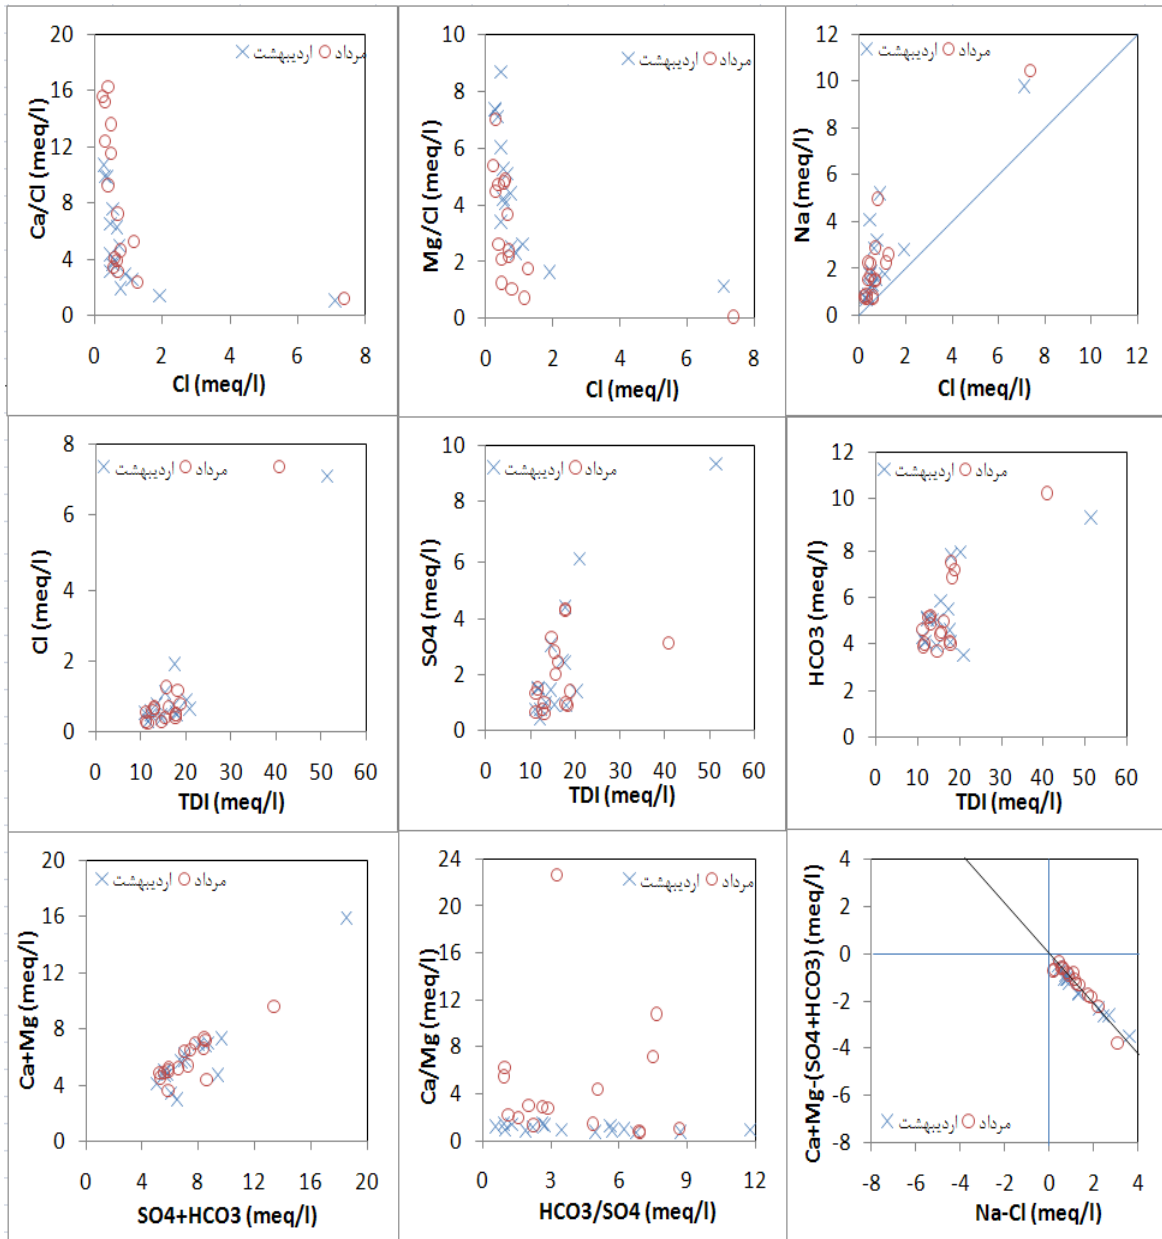 Ca/Cl (meq/l)
20
16
12
8
4
0
اردیبهشت مرداد
0 2 4 6 8
Cl (meq/l)
Mg/Cl (meq/l)
10
8
6
4
2
0
اردیبهشت مرداد
0 2 4 6 8
Cl (meq/l)
Na (meq/l)
12
10
8
6
4
2
0
اردیبهشت مرداد
0 2 4 6 8 10 12
Cl (meq/l)
Cl (meq/l)
8
6
4
2
0
اردیبهشت مرداد
0 10 20 30 40 50 60
TDI (meq/l)
SO4 (meq/l)
10
8
6
4
2
0
اردیبهشت مرداد
0 10 20 30 40 50 60
TDI (meq/l)
HCO3 (meq/l)
12
10
8
6
4
2
0
اردیبهشت مرداد
0 10 20 30 40 50 60
TDI (meq/l)
Ca+Mg (meq/l)
20
16
12
8
4
0
اردیبهشت مرداد
0 4 8 12 16 20
SO4+HCO3 (meq/l)
Ca/Mg (meq/l)
24
20
16
12
8
4
0
اردیبهشت مرداد
0 3 6 9 12
HCO3/SO4 (meq/l)
Ca+Mg-(SO4+HCO3) (meq/l)
4
2
0
-2
-4
-6
-8
اردیبهشت مرداد
-8 -6 -4 -2 0 2 4
Na-Cl (meq/l)